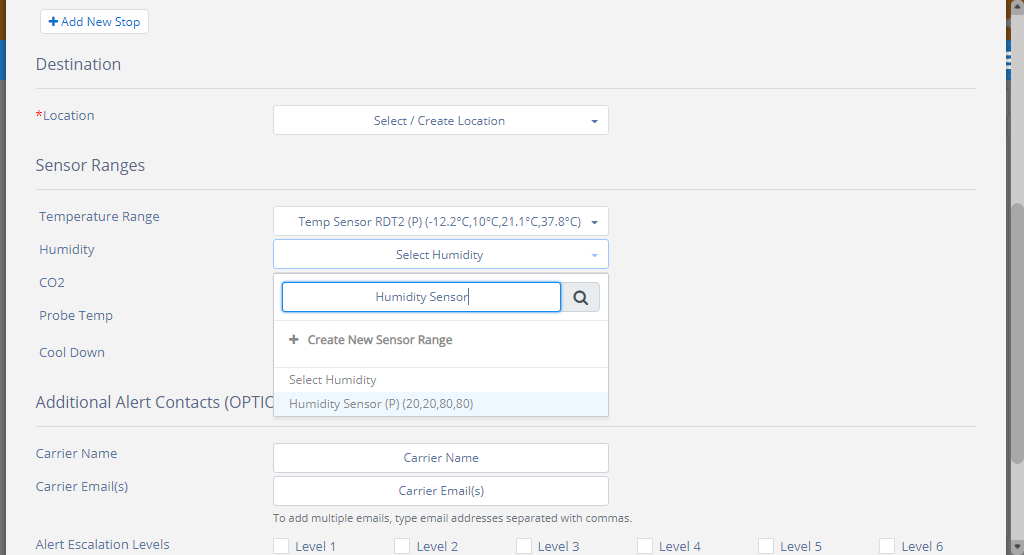 + Add New Stop
Destination
*Location
Select / Create Location
Sensor Ranges
Temperature Range
Temp Sensor RDT2 (P) (-12.2°C,10°C,21.1°C,37.8°C)
Humidity
Select Humidity
CO2
Humidity Sensor
Probe Temp
+ Create New Sensor Range
Cool Down
Select Humidity
Additional Alert Contacts (OPTIO
Humidity Sensor (P) (20,20,80,80)
Carrier Name
Carrier Name
Carrier Email(s)
Carrier Email(s)
To add multiple emails, type email addresses separated with commas.
Alert Escalation Levels
Level 1 Level 2 Level 3 Level 4 Level 5 Level 6